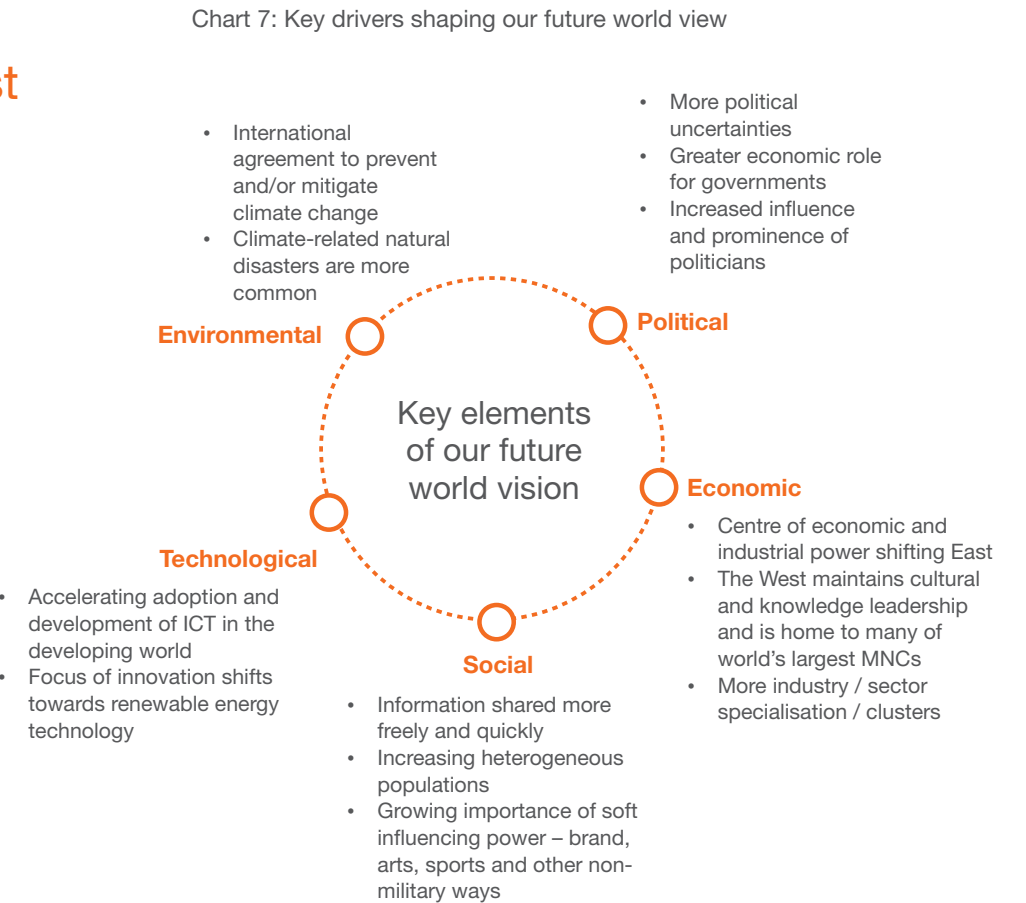 Chart 7: Key drivers shaping our future world view
st
• International
agreement to prevent
and/or mitigate
climate change
• Climate-related natural
disasters are more
common
Environmental
• More political
uncertainties
• Greater economic role
for governments
• Increased influence
and prominence of
politicians
Political
Key elements
of our future
world vision
Economic
• Centre of economic and
industrial power shifting East
• The West maintains cultural
and knowledge leadership
and is home to many of
world's largest MNCs
• More industry / sector
specialisation / clusters
Technological
• Accelerating adoption and
development of ICT in the
developing world
• Focus of innovation shifts
towards renewable energy
technology
Social
• Information shared more
freely and quickly
• Increasing heterogeneous
populations
• Growing importance of soft
influencing power – brand,
arts, sports and other non-
military ways